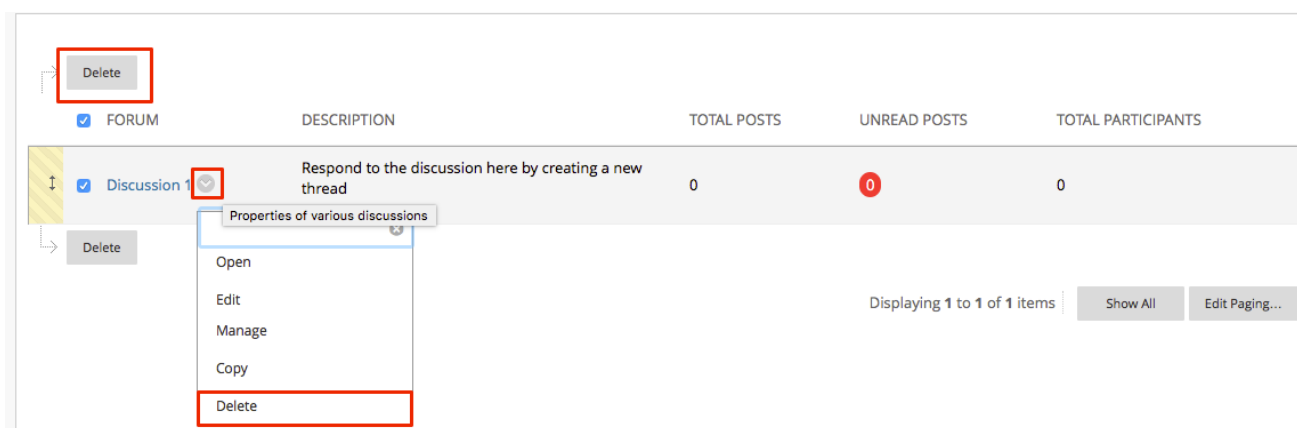 Delete
FORUM DESCRIPTION TOTAL POSTS UNREAD POSTS TOTAL PARTICIPANTS
Respond to the discussion here by creating a new
Discussion 1 thread 0 0 0
Properties of various discussions
Delete
Open
Edit
Displaying 1 to 1 of 1 items Show All Edit Paging...
Manage
Copy
Delete